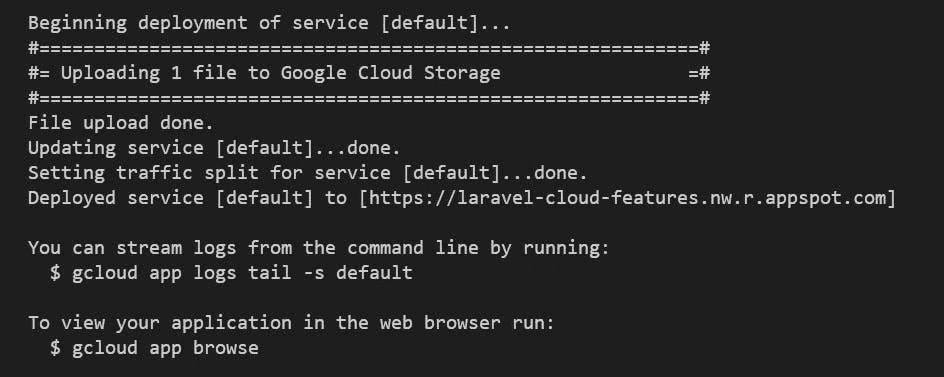 Beginning deployment of service [default]...
#============================================================#
#= Uploading 1 file to Google Cloud Storage                 =#
#============================================================#
File upload done.
Updating service [default]...done.
Setting traffic split for service [default]...done.
Deployed service [default] to [https://laravel-cloud-features.nw.r.appspot.com]

You can stream logs from the command line by running:
  $ gcloud app logs tail -s default

To view your application in the web browser run:
  $ gcloud app browse